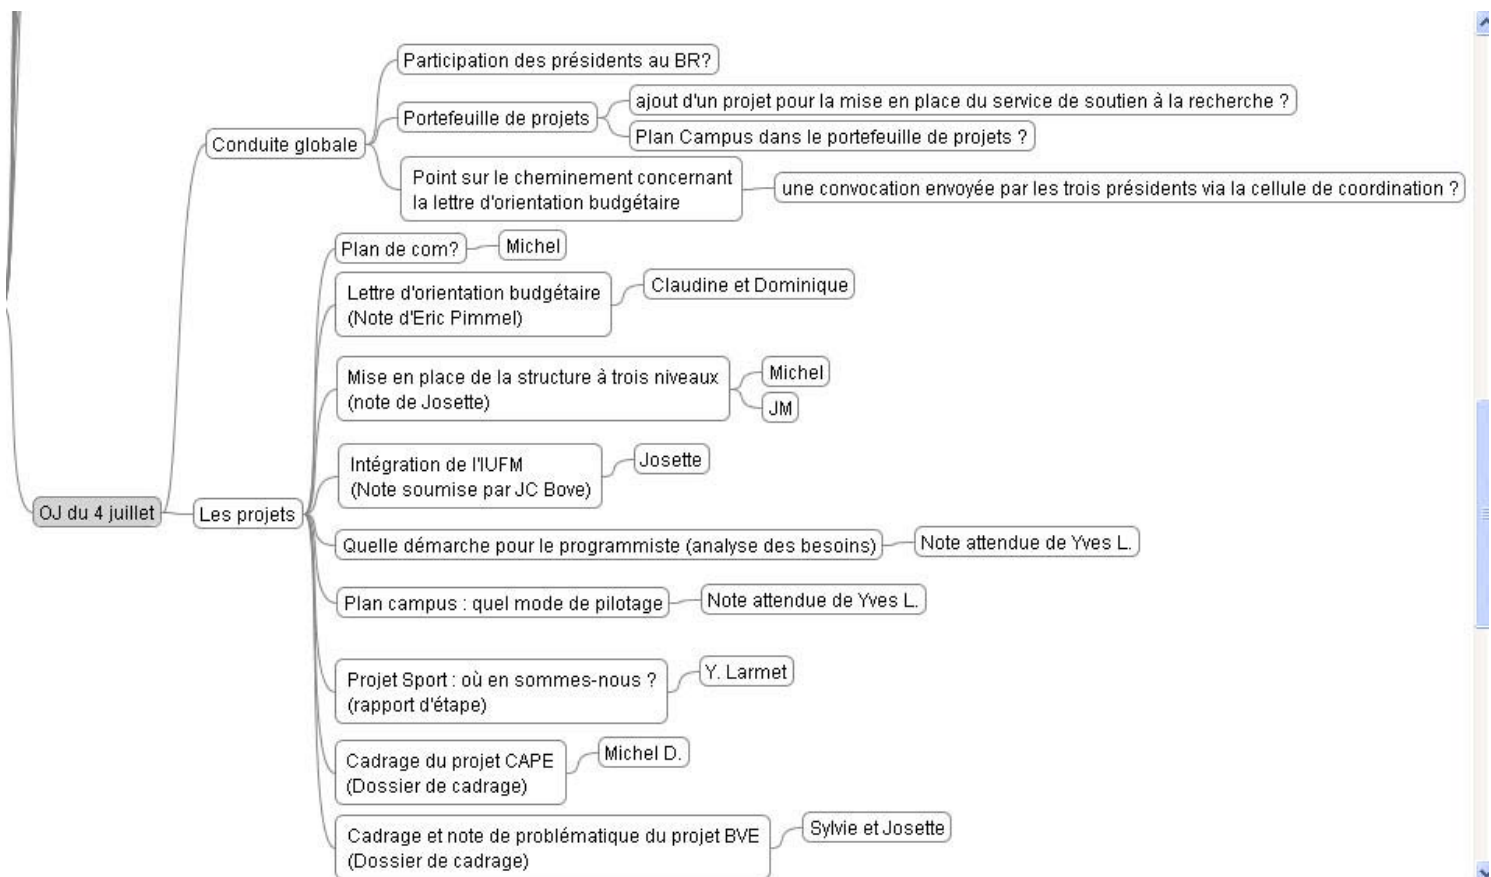 Participation des présidents au BR?
Portefeuille de projets
ajout d'un projet pour la mise en place du service de soutien à la recherche ?
Plan Campus dans le portefeuille de projets ?
Conduite globale
Point sur le cheminement concernant
la lettre d'orientation budgétaire
une convocation envoyée par les trois présidents via la cellule de coordination ?
Plan de com?
Michel
Lettre d'orientation budgétaire
(Note d'Eric Pimmel)
Claudine et Dominique
Mise en place de la structure à trois niveaux
(note de Josette)
Michel
JM
Intégration de l'IUFM
(Note soumise par JC Bove)
Josette
OJ du 4 juillet
Les projets
Quelle démarche pour le programmiste (analyse des besoins)
Note attendue de Yves L.
Plan campus : quel mode de pilotage
Note attendue de Yves L.
Projet Sport : où en sommes-nous ?
(rapport d'étape)
Y. Larmet
Cadrage du projet CAPE
(Dossier de cadrage)
Michel D.
Cadrage et note de problématique du projet BVE
(Dossier de cadrage)
Sylvie et Josette